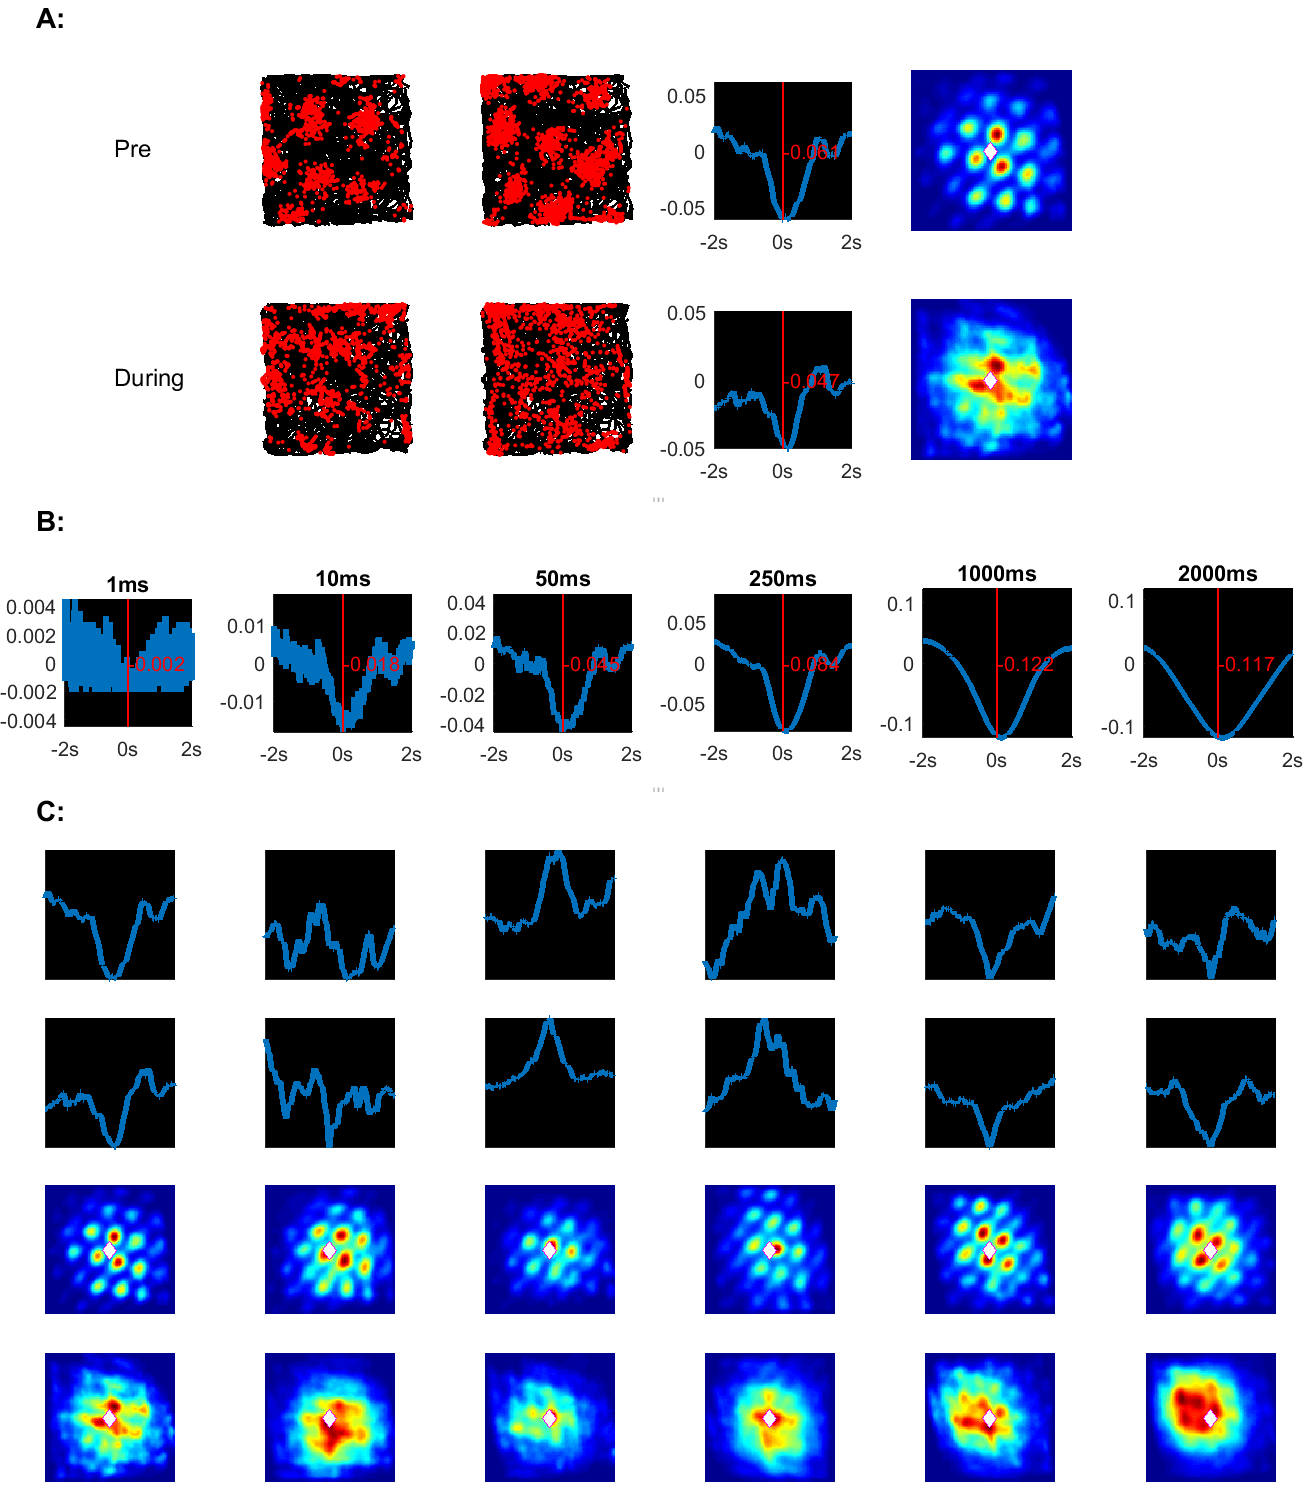 A:
Pre
0.05
0
-0.05
-0.061
-2s 0s 2s
During
0.05
0
-0.05
-0.047
-2s 0s 2s
B:
1ms 10ms 50ms 250ms 1000ms 2000ms
0.004
0.002
0
-0.002
-0.004
-0.002
-2s 0s 2s
0.01
0
-0.01
-0.018
-2s 0s 2s
0.04
0.02
0
-0.02
-0.04
-2s 0s 2s
0.05
0
-0.05
-0.084
-2s 0s 2s
0.1
0
-0.1
-0.122
-2s 0s 2s
0.1
0
-0.1
-0.117
-2s 0s 2s
C: